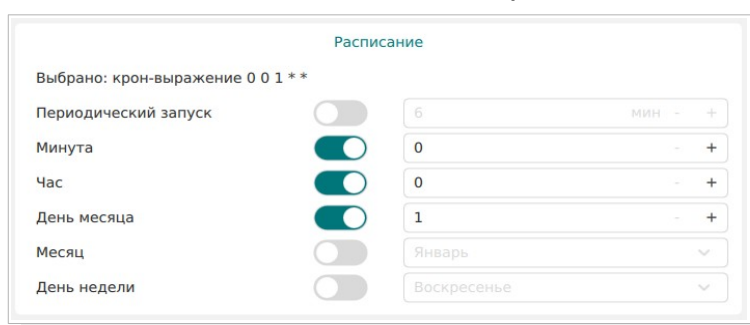 Расписание
Выбрано: крон-выражение 0 0 1 * *
Периодический запуск 6 мин - +
Минута 0 - +
Час 0 - +
День месяца 1 - +
Месяц Январь
День недели Воскресенье